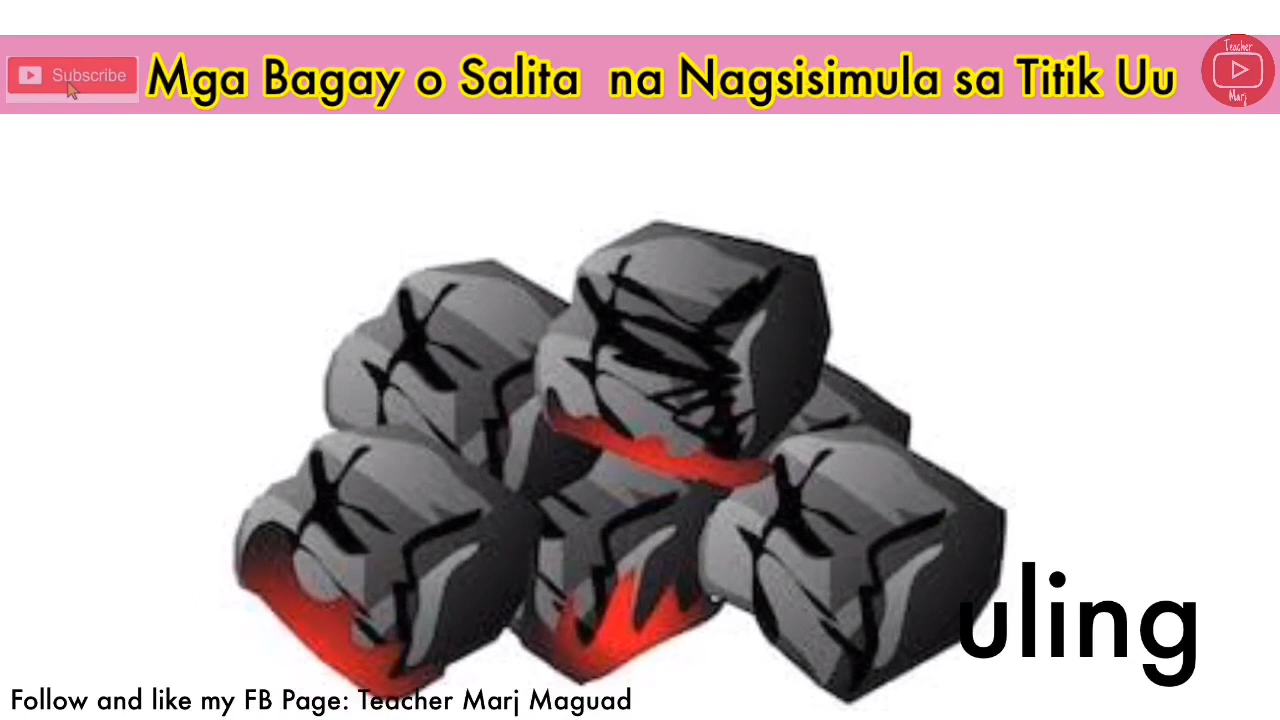 Subscribe
Mga Bagay o Salita na Nagsisimula sa Titik Uu
Teacher
Marj
uling
Follow and like my FB Page: Teacher Marj Maguad